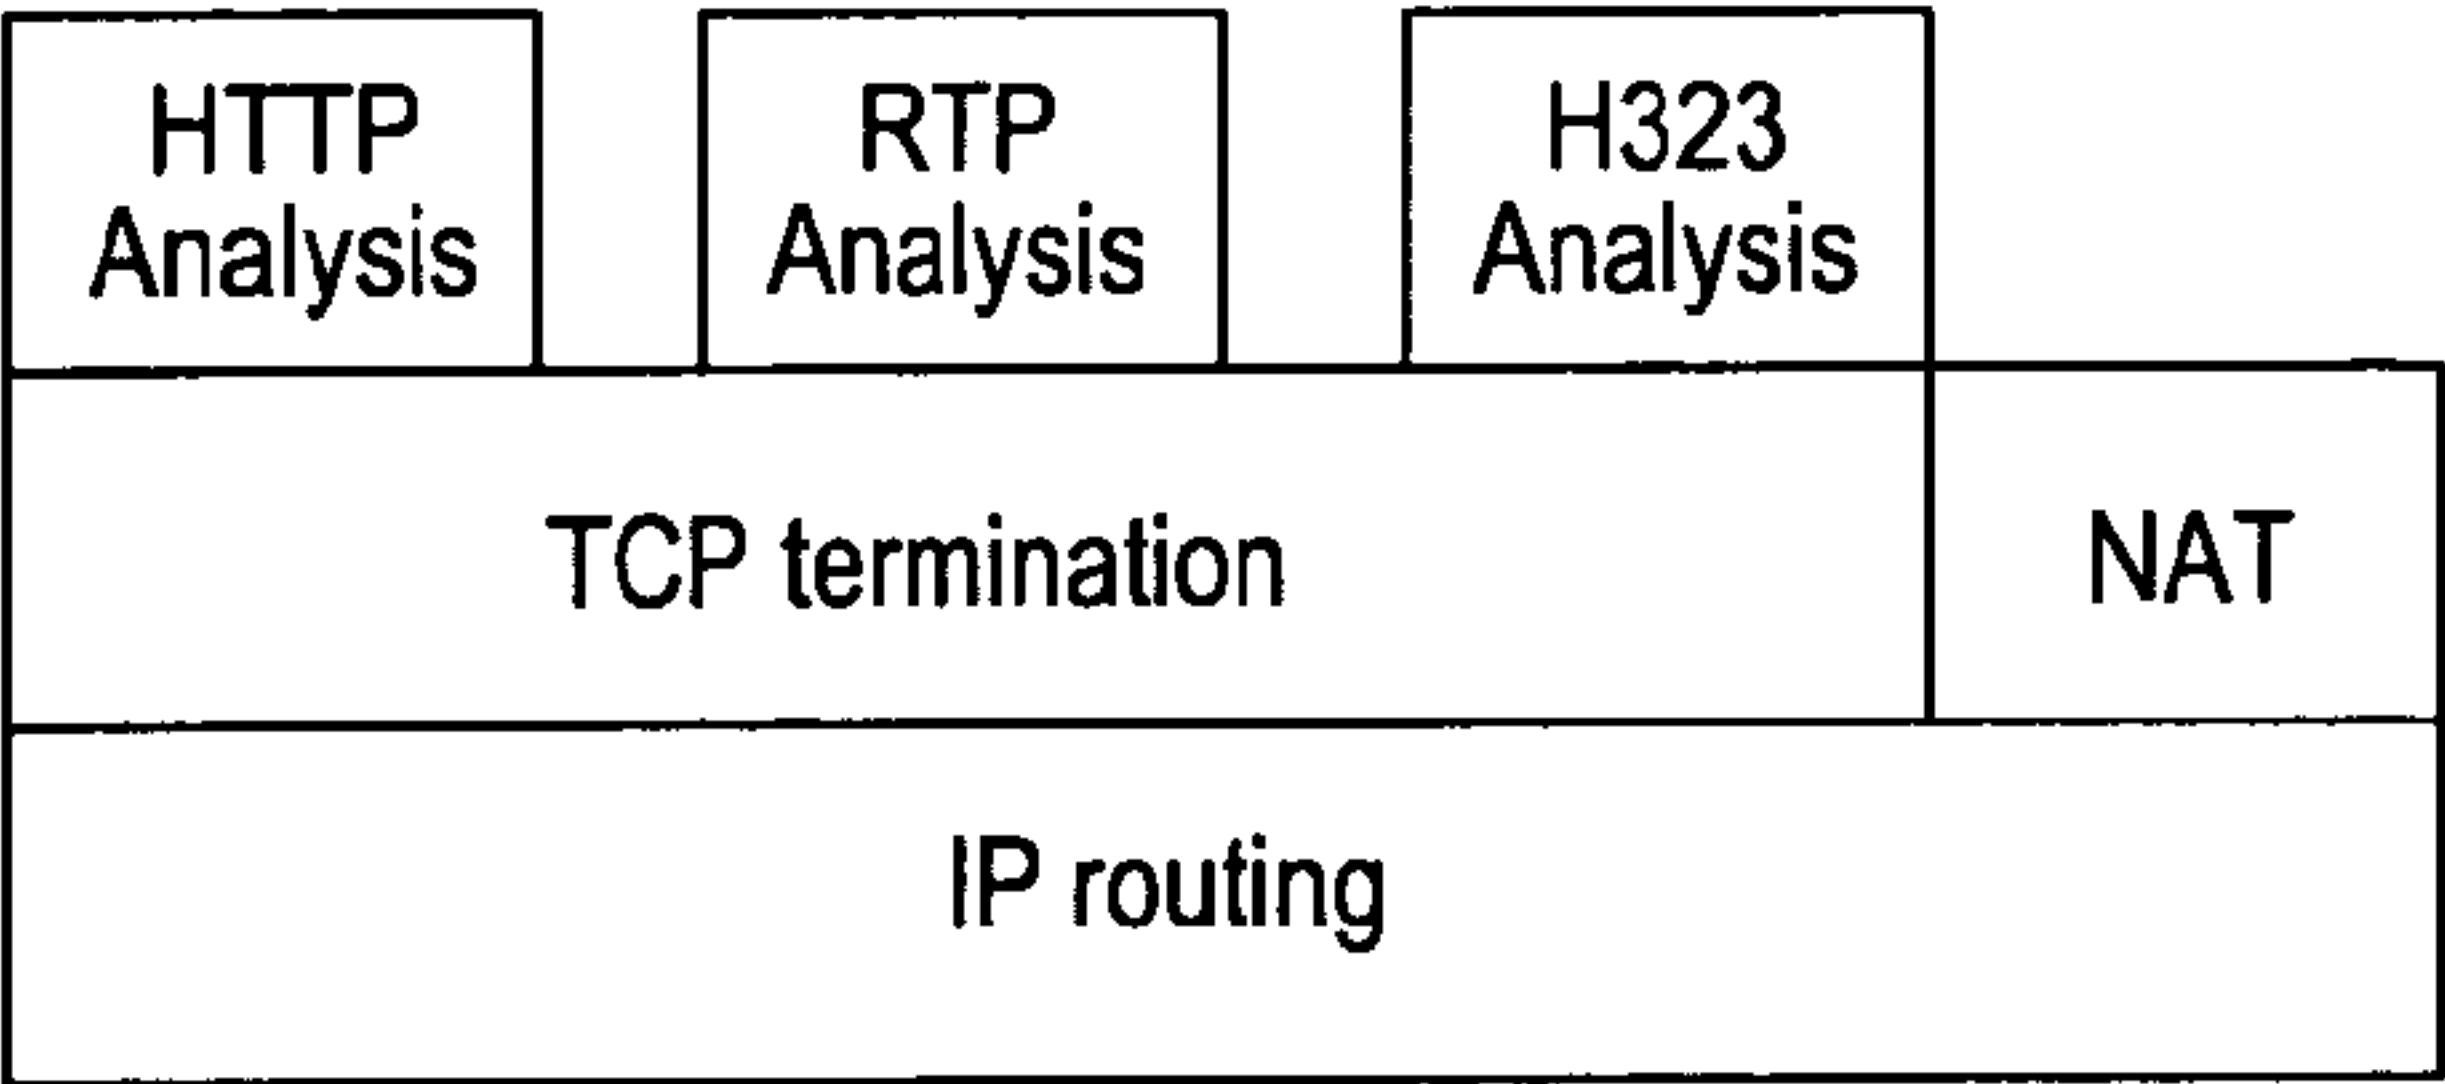 HTTP
Analysis
RTP
Analysis
H323
Analysis
TCP termination
NAT
IP routing